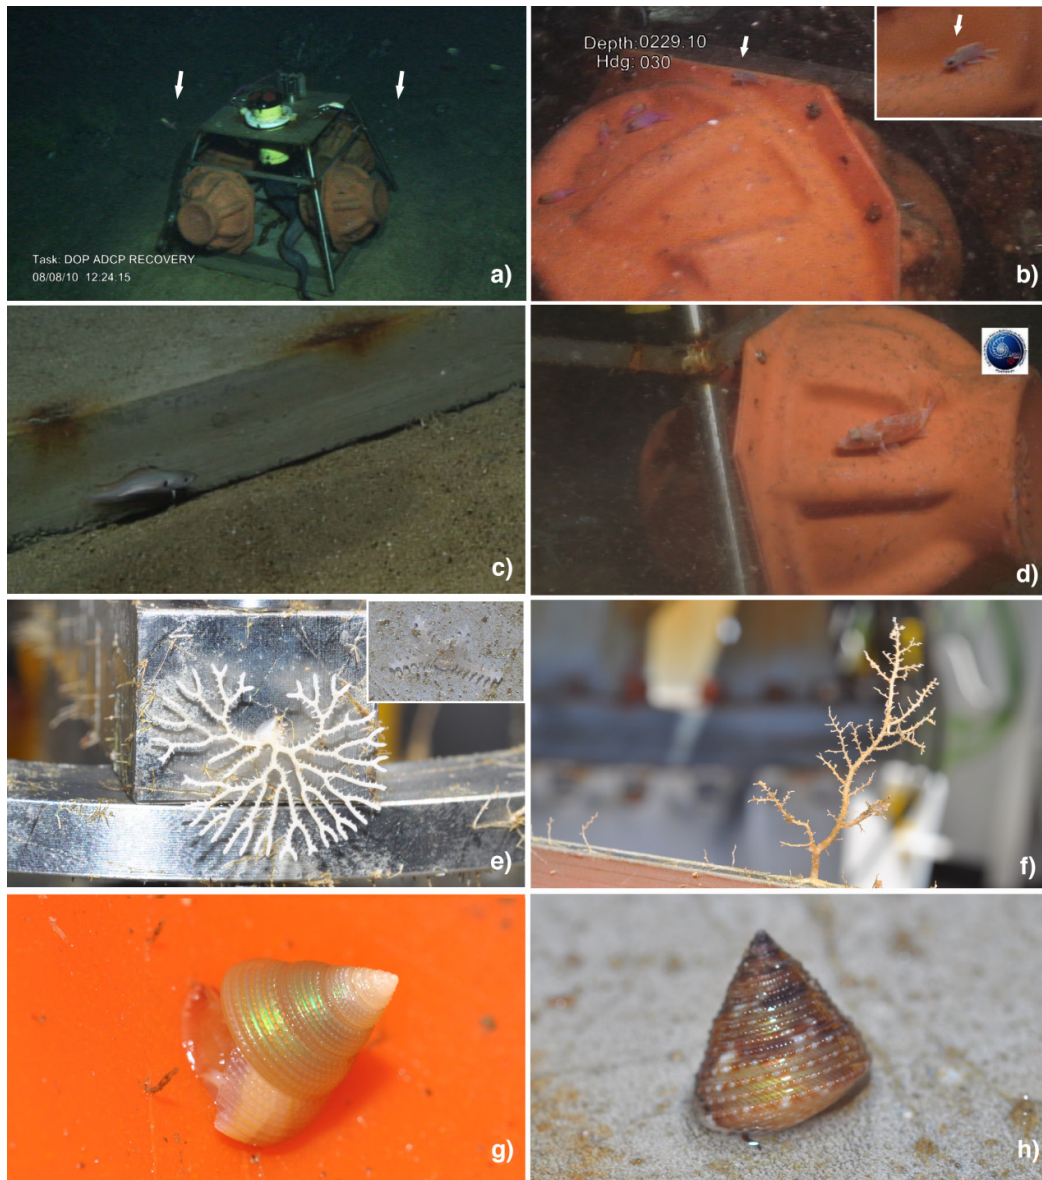 Task: DOP ADCP RECOVERY
08/08/10 12:24:15
a)
Depth:0229.10
Hdg: 030
b)
c)
d)
e)
f)
g)
h)